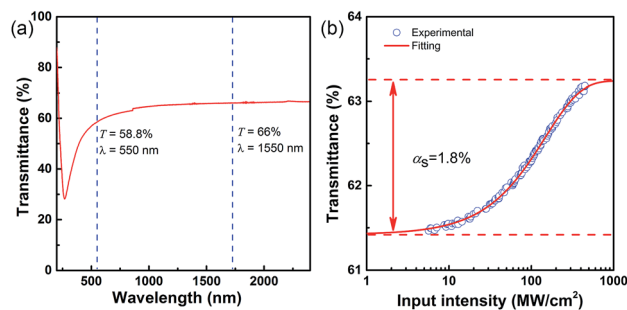 (a)
Transmittance (%)
100
80
60
40
20
0
T = 58.8%
λ = 550 nm
T = 66%
λ = 1550 nm
500
1000
1500
2000
Wavelength (nm)
(b)
Transmittance (%)
64
63
62
61
Experimental
Fitting
αS=1.8%
1
10
100
1000
Input intensity (MW/cm²)